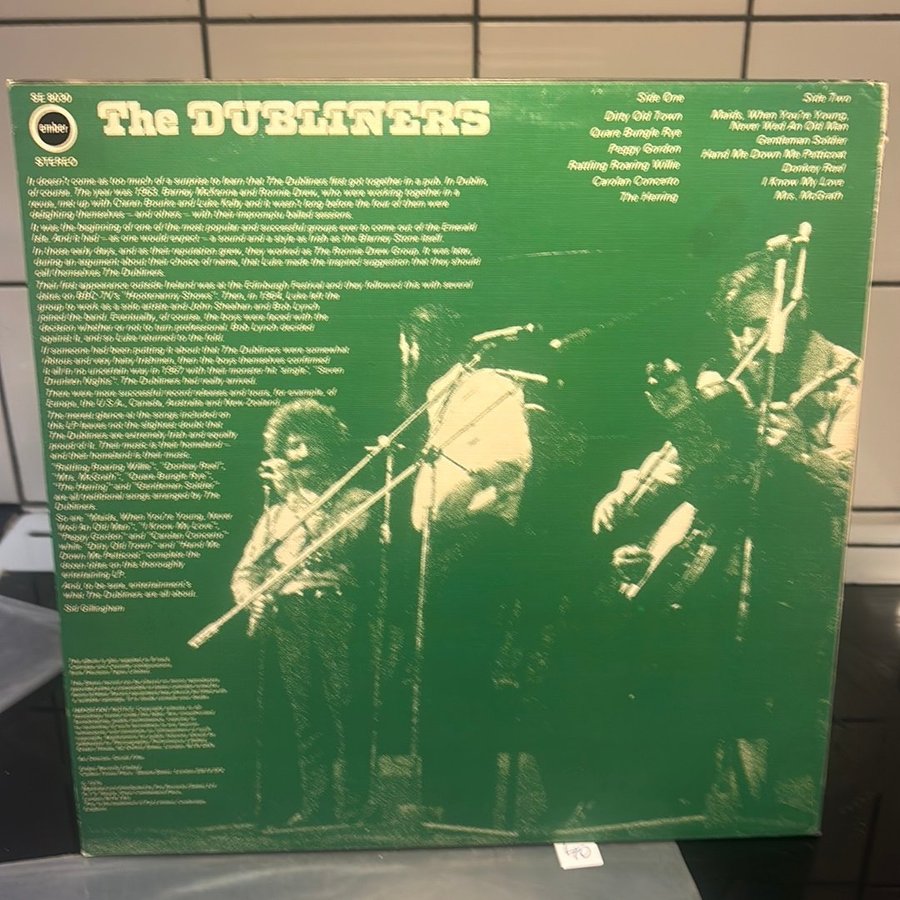 SE 8030
ember
STEREO
The DUBLINERS
Side One
Dirty Old Town
Quare Bungle Rye
Peggy Gordon
Rattling Roaring Willie
Carolan Concerto
The Herring
Side Two
Maids, When You're Young,
Never Wed An Old Man
Gentleman Soldier
Hand Me Down Me Petticoat
Donkey Reel
I Know My Love
Mrs. McGrath
It doesn't come as too much of a surprise to learn that The Dubliners first got together in a pub. In Dublin,
of course. The year was 1963. Barney McKenna and Ronnie Drew, who were working together in a
revue, met up with Ciaran Bourke and Luke Kelly and it wasn't long before the four of them were
delighting themselves – and others – with their impromptu ballad sessions.
It was the beginning of one of the most popular and successful groups ever to come out of the Emerald
Isle. And it had – as one would expect – a sound and a style as Irish as the Blarney Stone itself.
In those early days, and as their reputation grew, they worked as The Ronnie Drew Group. It was later,
during an argument about their choice of name, that Luke made the inspired suggestion that they should
call themselves The Dubliners.
Their first appearance outside Ireland was at the Edinburgh Festival and they followed this with several
dates on BBC-TV's "Hootenanny Shows". Then, in 1964, Luke left the
group to work as a solo artiste and John Sheahan and Bob Lynch
joined the band. Eventually, of course, the boys were faced with the
decision whether or not to turn professional. Bob Lynch decided
against it, and so Luke returned to the fold.
If someone had been putting it about that The Dubliners were somewhat
riotous and very hairy Irishmen, then the boys themselves confirmed
it all in no uncertain way in 1967 with their monster hit single, "Seven
Drunken Nights". The Dubliners had really arrived.
There were more successful record releases and tours, for example, of
Europe, the U.S.A., Canada, Australia and New Zealand.
The merest glance at the songs included on
this LP leaves not the slightest doubt that
The Dubliners are extremely Irish and equally
proud of it. Their music is their homeland –
and their homeland is their music.
"Rattling Roaring Willie", "Donkey Reel",
"Mrs. McGrath", "Quare Bungle Rye",
"The Herring" and "Gentleman Soldier"
are all traditional songs arranged by The
Dubliners.
So are "Maids, When You're Young, Never
Wed An Old Man", "I Know My Love",
"Peggy Gordon" and "Carolan Concerto"
while "Dirty Old Town" and "Hand Me
Down Me Petticoat" complete the
dozen titles on this thoroughly
entertaining LP.
And, to be sure, entertainment's
what The Dubliners are all about.
Syd Gillingham